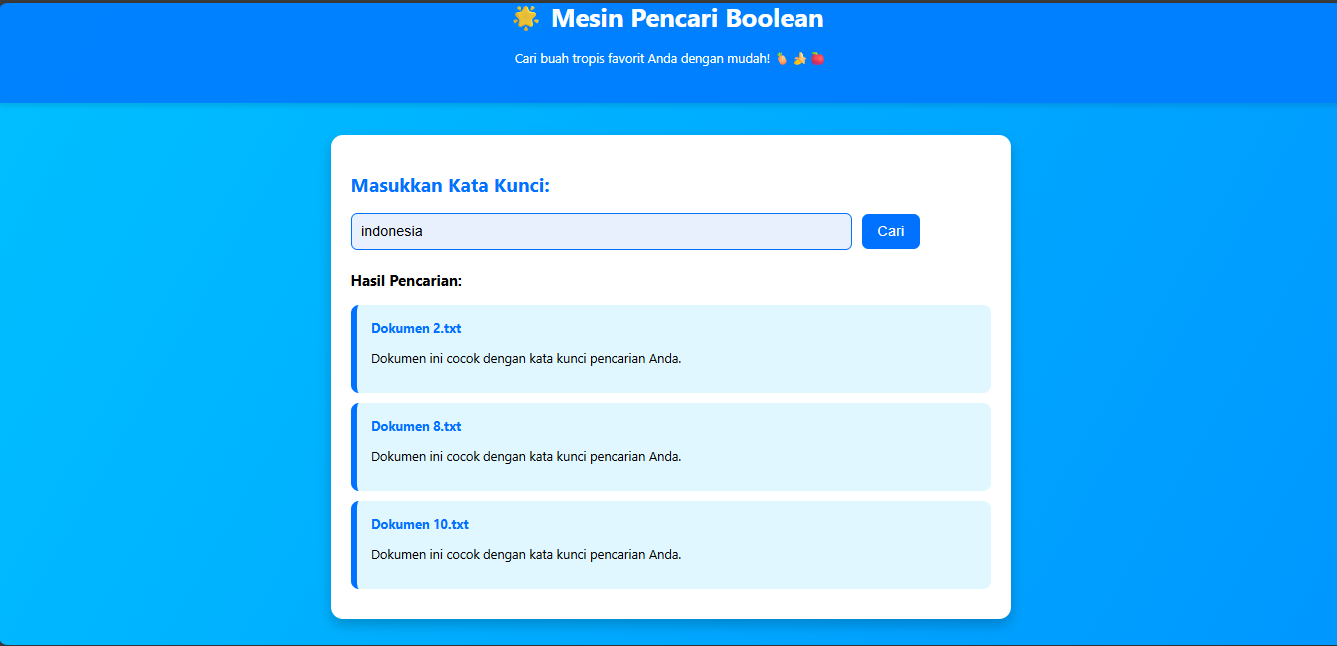 🌟 Mesin Pencari Boolean
Cari buah tropis favorit Anda dengan mudah! 🥭 🍌 🍎
Masukkan Kata Kunci:
indonesia
Cari
Hasil Pencarian:
Dokumen 2.txt
Dokumen ini cocok dengan kata kunci pencarian Anda.
Dokumen 8.txt
Dokumen ini cocok dengan kata kunci pencarian Anda.
Dokumen 10.txt
Dokumen ini cocok dengan kata kunci pencarian Anda.